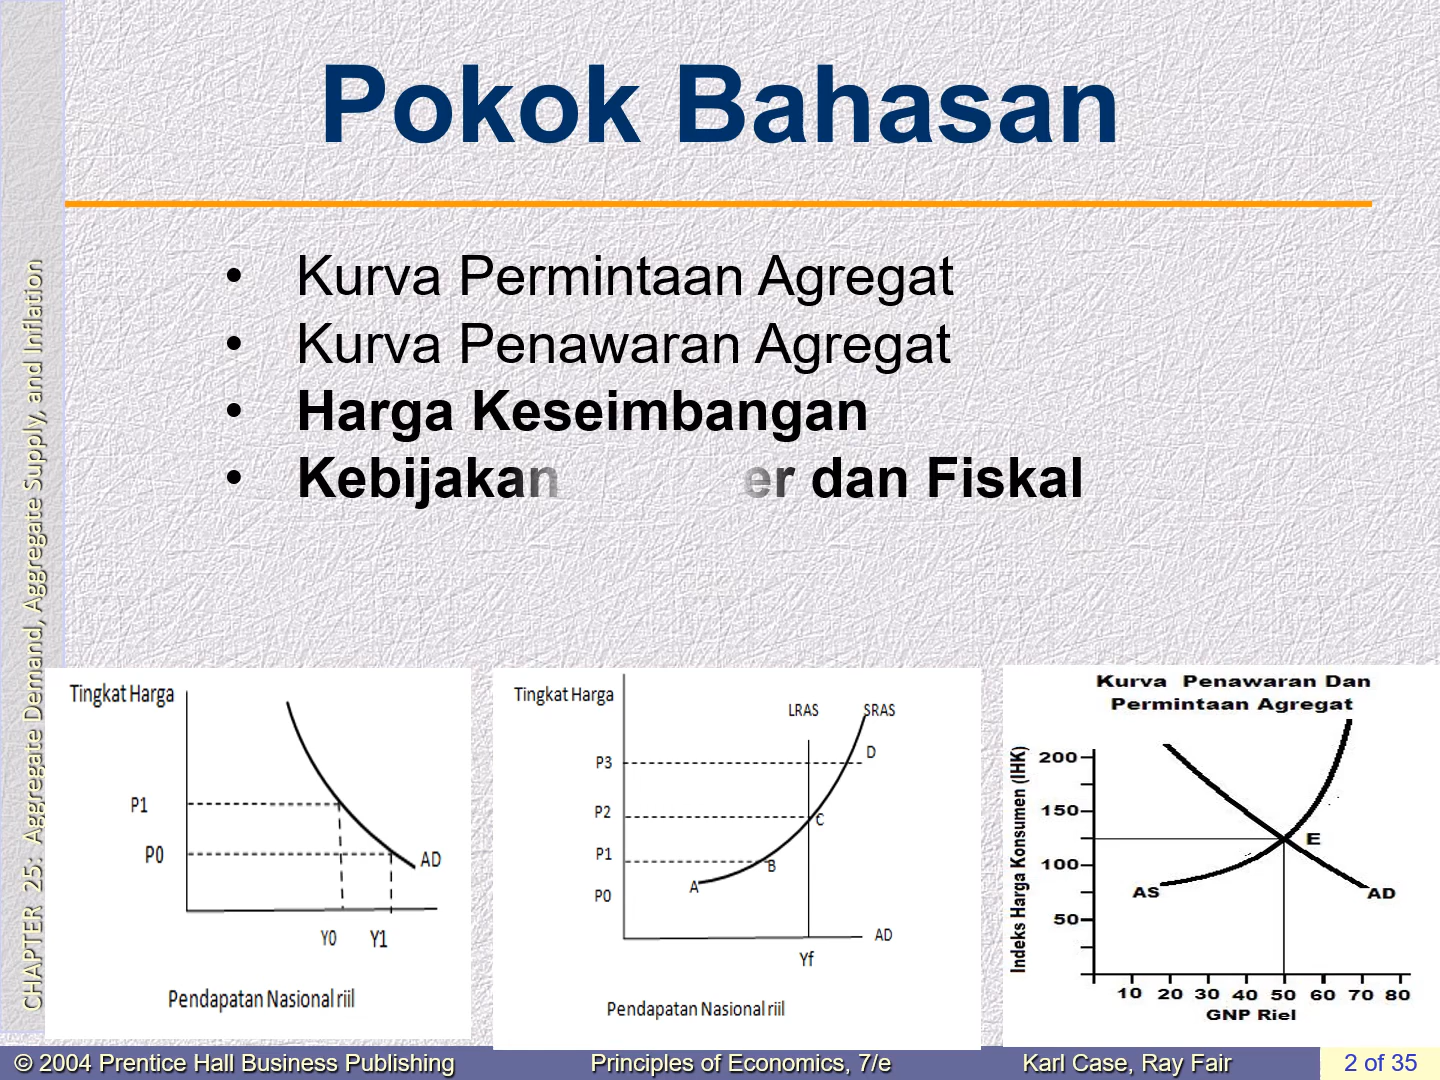 Pokok Bahasan
• Kurva Permintaan Agregat
• Kurva Penawaran Agregat
• Harga Keseimbangan
• Kebijakan er dan Fiskal
CHAPTER 25: Aggregate Demand, Aggregate Supply, and Inflation
Tingkat Harga
P1
P0
AD
Y0 Y1
Pendapatan Nasional riil
Tingkat Harga
LRAS SRAS
P3
D
P2
C
P1
B
A
P0
AD
Yf
Pendapatan Nasional riil
Kurva Penawaran Dan
Permintaan Agregat
Indeks Harga Konsumen (IHK)
200
150
E
100
AS
AD
50
10 20 30 40 50 60 70 80
GNP Riel
© 2004 Prentice Hall Business Publishing Principles of Economics, 7/e Karl Case, Ray Fair 2 of 35